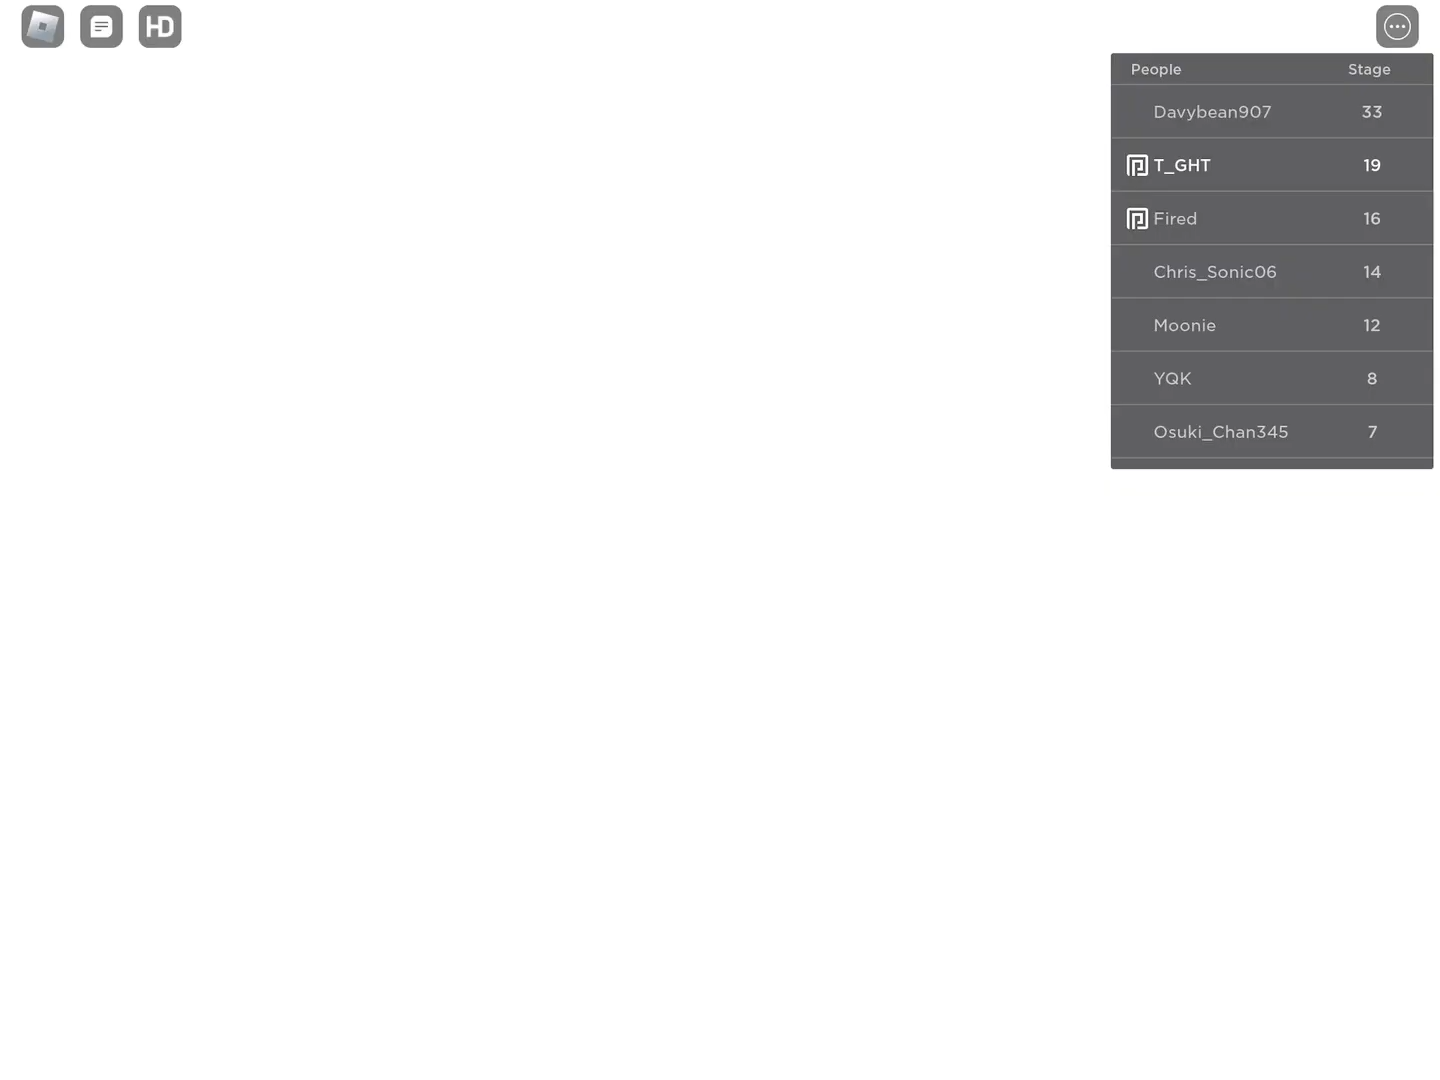 HD
People Stage
Davybean907 33
T_GHT 19
Fired 16
Chris_Sonic06 14
Moonie 12
YQK 8
Osuki_Chan345 7